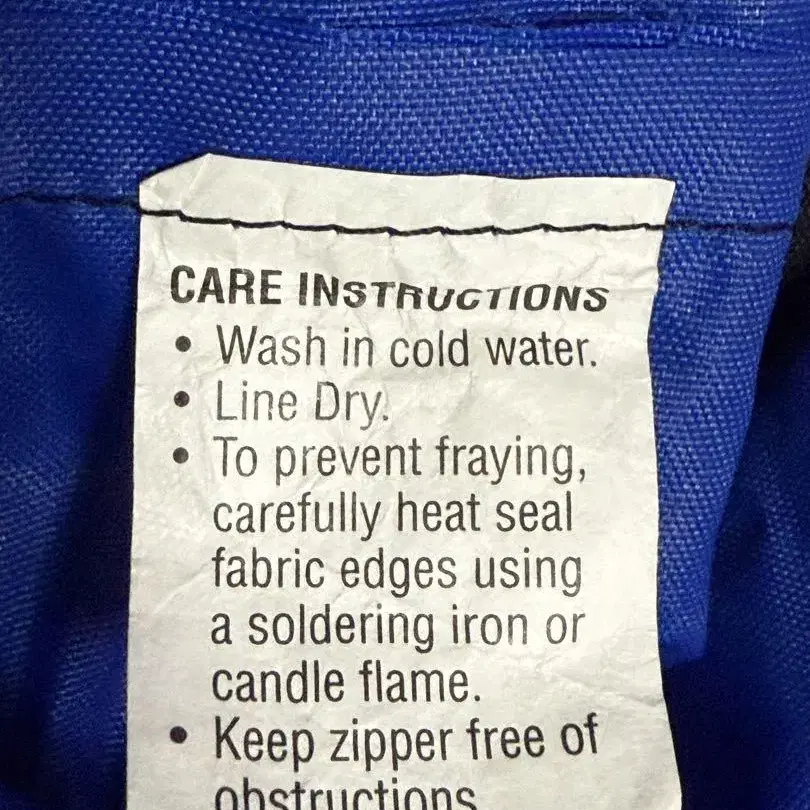 CARE INSTRUCTIONS
• Wash in cold water.
• Line Dry.
• To prevent fraying,
carefully heat seal
fabric edges using
a soldering iron or
candle flame.
• Keep zipper free of
obstructions